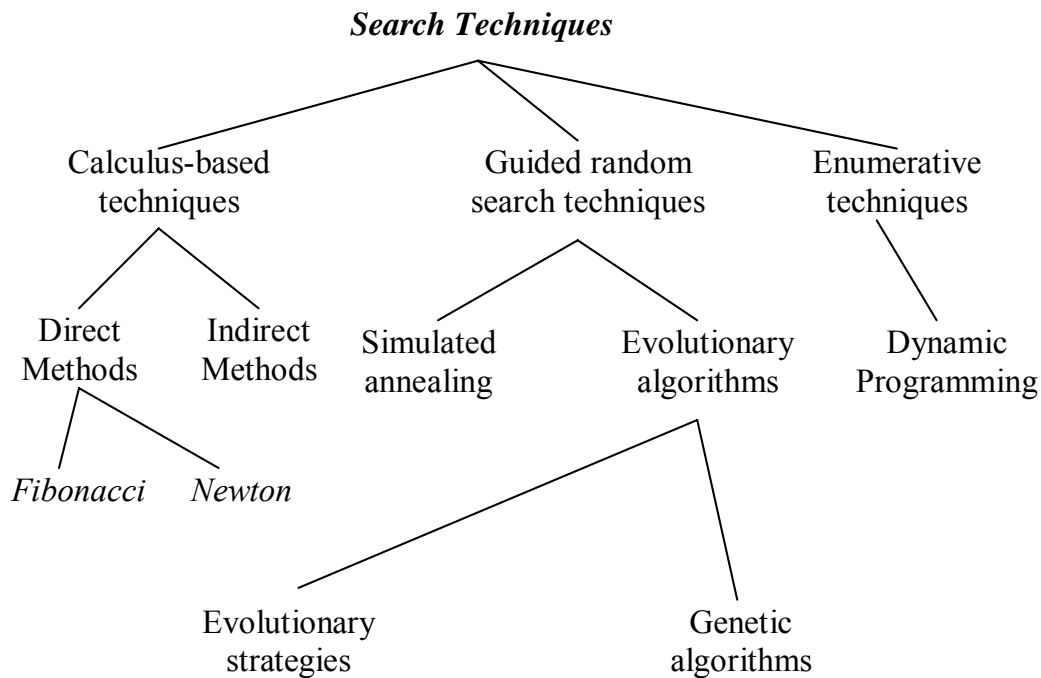 Search Techniques
Calculus-based
techniques
Guided random
search techniques
Enumerative
techniques
Direct
Methods
Indirect
Methods
Simulated
annealing
Evolutionary
algorithms
Dynamic
Programming
Fibonacci
Newton
Evolutionary
strategies
Genetic
algorithms